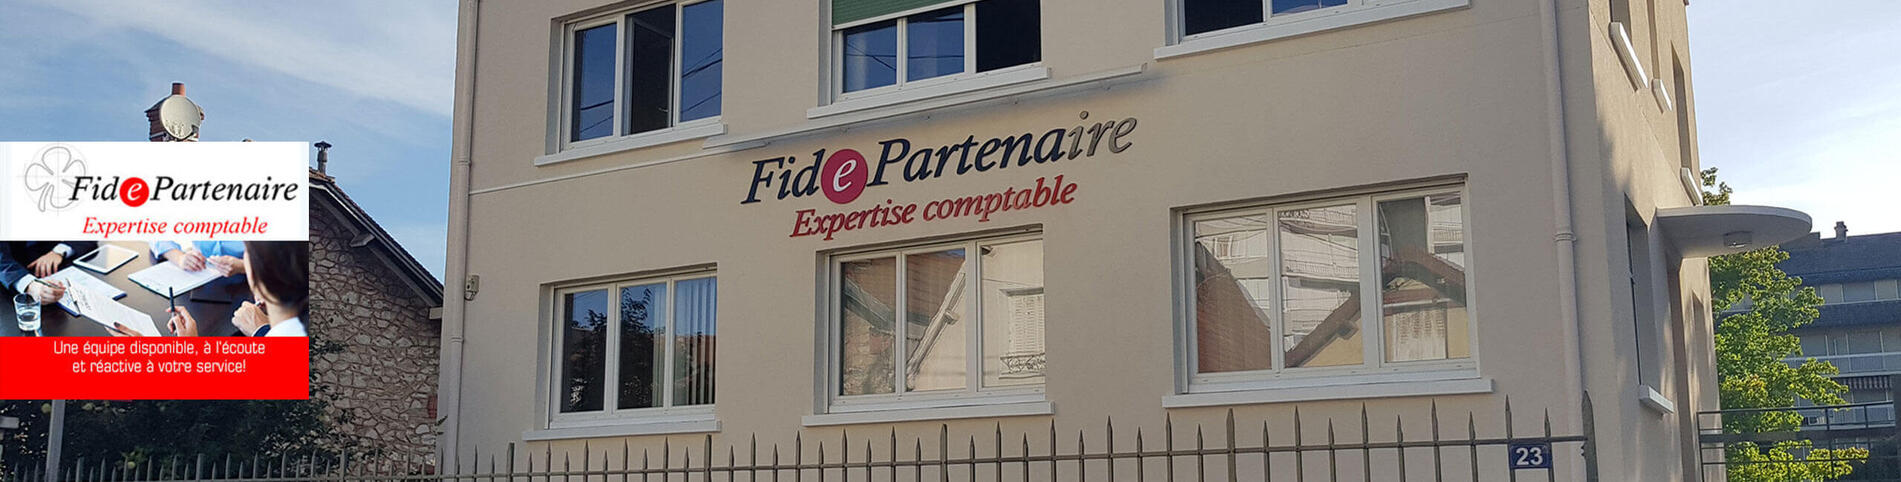 FidePartenaire
Expertise comptable
Une équipe disponible, à l'écoute
et réactive à votre service!
FidePartenaire
Expertise comptable
23